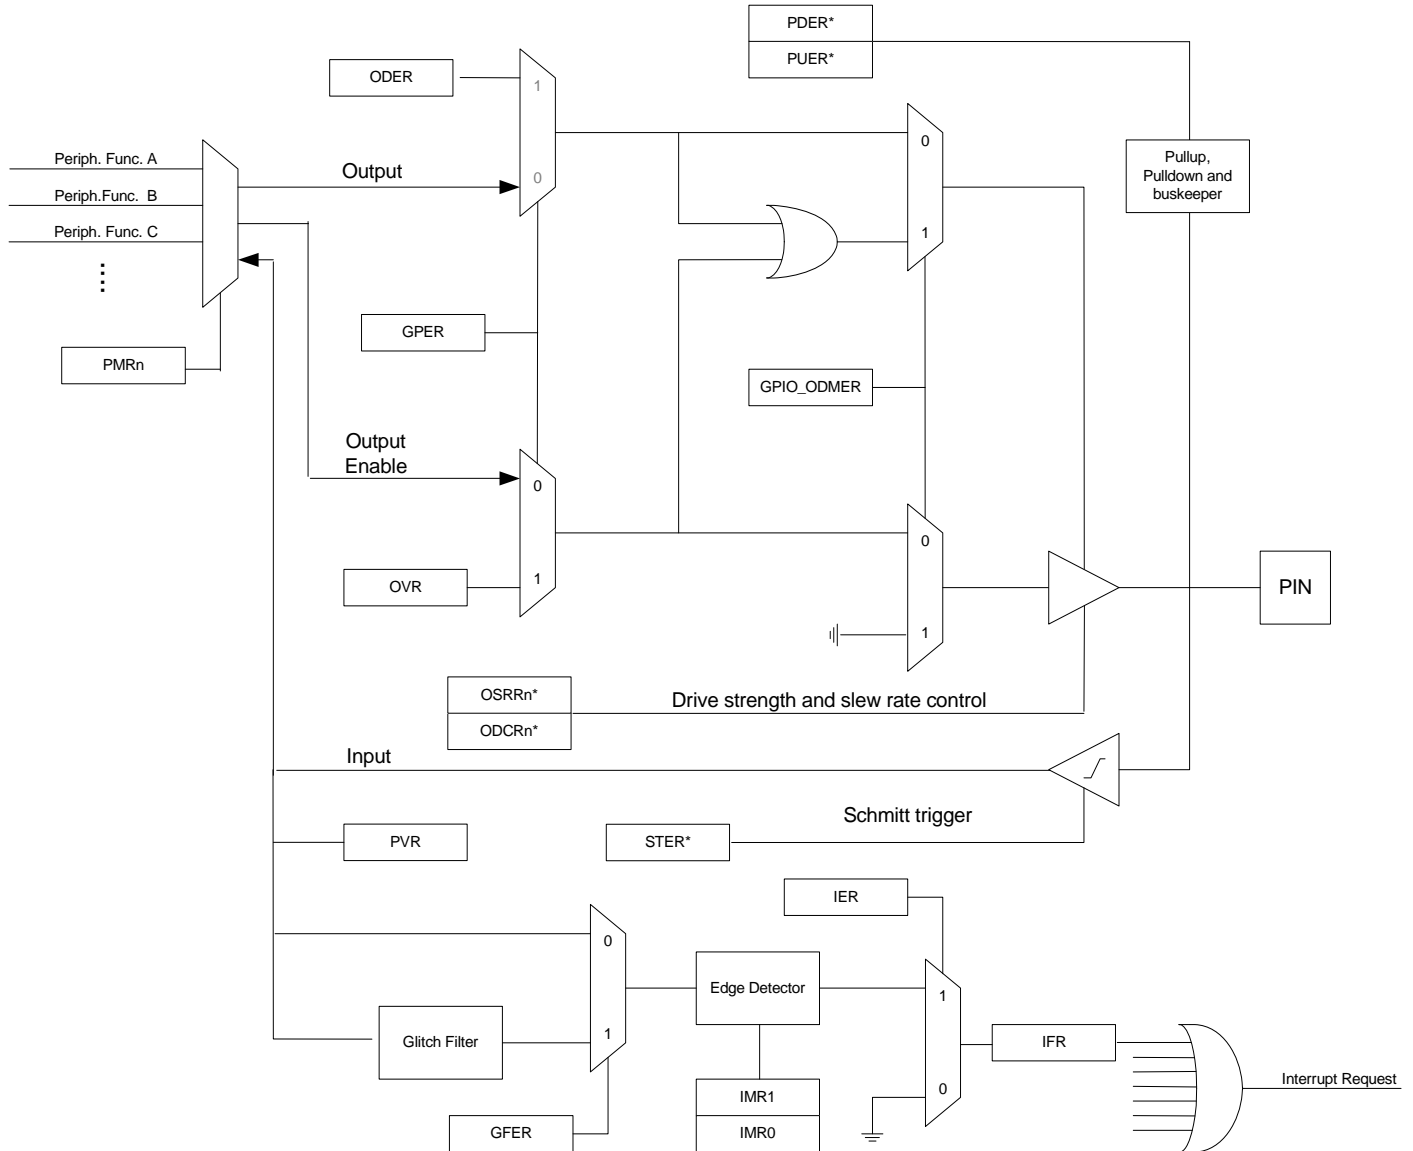 PDER*
PUER*
ODER
1
0
Periph. Func. A
Periph.Func. B
Periph. Func. C
Output
0
1
Pullup,
Pulldown and
buskeeper
GPER
PMRn
GPIO_ODMER
Output
Enable
0
1
OVR
0
1
PIN
OSRRn*
ODCRn*
Drive strength and slew rate control
Input
Schmitt trigger
PVR
STER*
IER
0
1
Glitch Filter
Edge Detector
1
0
IFR
Interrupt Request
IMR1
IMR0
GFER